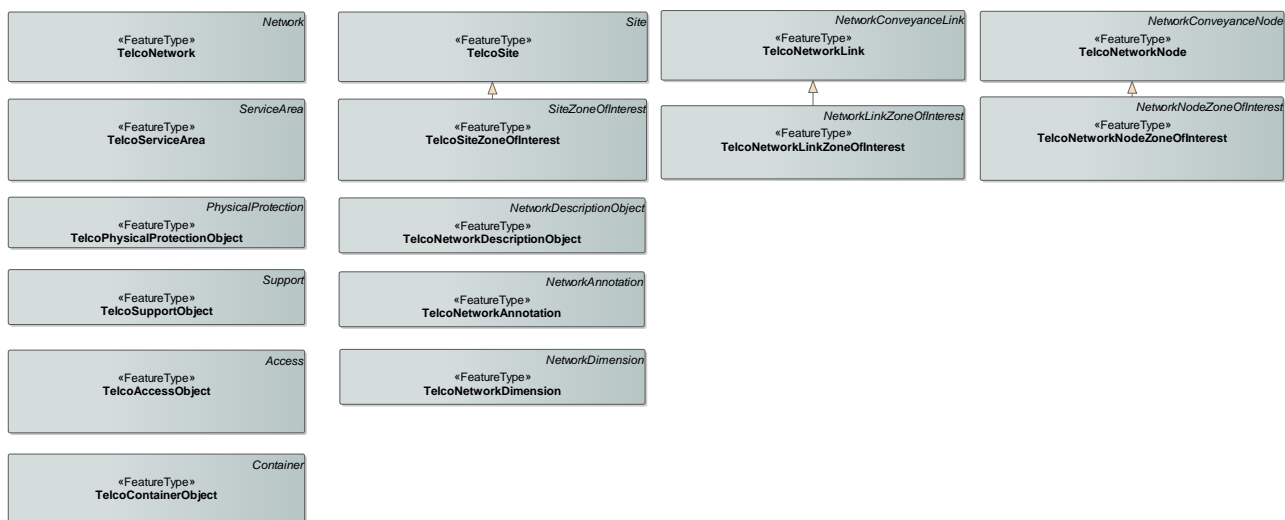 Network
«FeatureType»
TelcoNetwork
ServiceArea
«FeatureType»
TelcoServiceArea
PhysicalProtection
«FeatureType»
TelcoPhysicalProtectionObject
Support
«FeatureType»
TelcoSupportObject
Access
«FeatureType»
TelcoAccessObject
Container
«FeatureType»
TelcoContainerObject
Site
«FeatureType»
TelcoSite
SiteZoneOfInterest
«FeatureType»
TelcoSiteZoneOfInterest
NetworkDescriptionObject
«FeatureType»
TelcoNetworkDescriptionObject
NetworkAnnotation
«FeatureType»
TelcoNetworkAnnotation
NetworkDimension
«FeatureType»
TelcoNetworkDimension
NetworkConveyanceLink
«FeatureType»
TelcoNetworkLink
NetworkLinkZoneOfInterest
«FeatureType»
TelcoNetworkLinkZoneOfInterest
NetworkConveyanceNode
«FeatureType»
TelcoNetworkNode
NetworkNodeZoneOfInterest
«FeatureType»
TelcoNetworkNodeZoneOfInterest